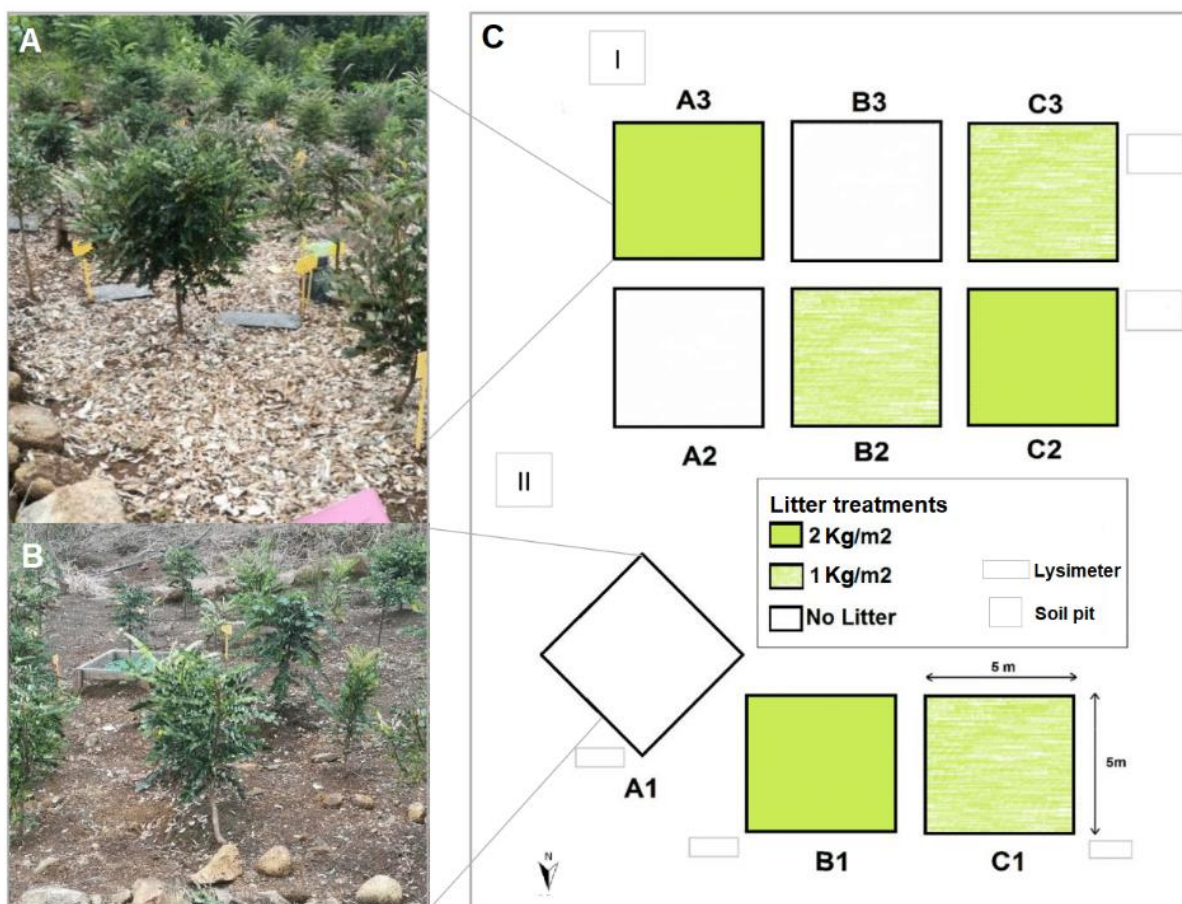 A
B
C
I
A3
B3
C3
A2
B2
C2
II
Litter treatments
2 Kg/m2
1 Kg/m2
No Litter
Lysimeter
Soil pit
5 m
5m
A1
B1
C1
N